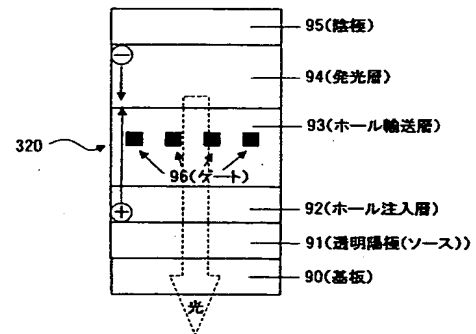 95(陰極)
94(発光層)
93(ホール輸送層)
320
96(ゲート)
92(ホール注入層)
91(透明陽極(ソース))
90(基板)
光